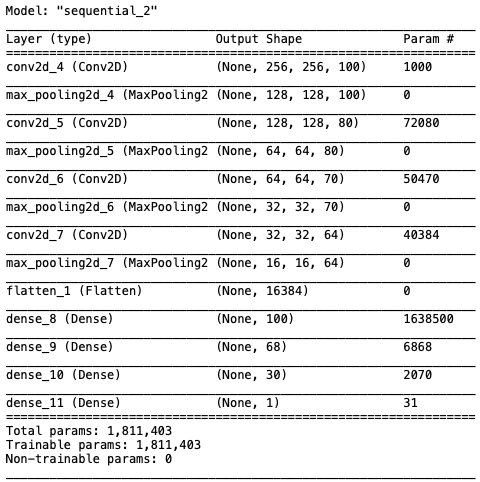 Model: "sequential_2"
Layer (type) Output Shape Param #
conv2d_4 (Conv2D) (None, 256, 256, 100) 1000
max_pooling2d_4 (MaxPooling2 (None, 128, 128, 100) 0
conv2d_5 (Conv2D) (None, 128, 128, 80) 72080
max_pooling2d_5 (MaxPooling2 (None, 64, 64, 80) 0
conv2d_6 (Conv2D) (None, 64, 64, 70) 50470
max_pooling2d_6 (MaxPooling2 (None, 32, 32, 70) 0
conv2d_7 (Conv2D) (None, 32, 32, 64) 40384
max_pooling2d_7 (MaxPooling2 (None, 16, 16, 64) 0
flatten_1 (Flatten) (None, 16384) 0
dense_8 (Dense) (None, 100) 1638500
dense_9 (Dense) (None, 68) 6868
dense_10 (Dense) (None, 30) 2070
dense_11 (Dense) (None, 1) 31
Total params: 1,811,403
Trainable params: 1,811,403
Non-trainable params: 0